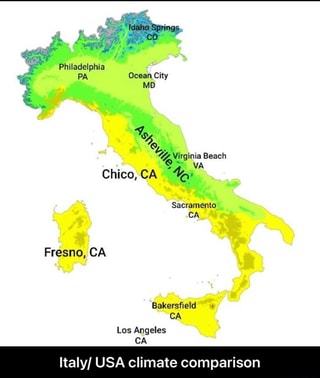 Idaho Springs
CO
Philadelphia
PA
Ocean City
MD
Asheville, NC
Virginia Beach
VA
Chico, CA
Sacramento
CA
Fresno, CA
Bakersfield
CA
Los Angeles
CA
Italy/ USA climate comparison